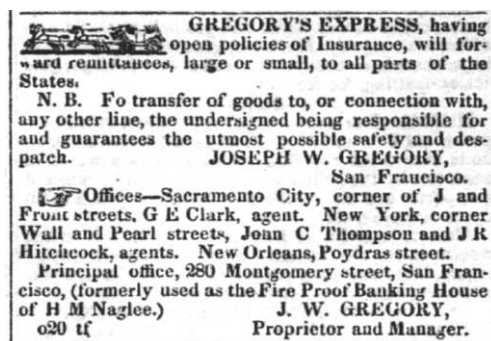 GREGORY'S EXPRESS, having
open policies of Insurance, will for-
ward remittances, large or small, to all parts of the
States.
N. B. Fo transfer of goods to, or connection with,
any other line, the undersigned being responsible for
and guarantees the utmost possible safety and des-
patch. JOSEPH W. GREGORY,
San Francisco.
Offices—Sacramento City, corner of J and
Front streets, G E Clark, agent. New York, corner
Wall and Pearl streets, John C Thompson and J R
Hitchcock, agents. New Orleans, Poydras street.
Principal office, 280 Montgomery street, San Fran-
cisco, (formerly used as the Fire Proof Banking House
of H M Naglee.) J. W. GREGORY,
o20 tf Proprietor and Manager.